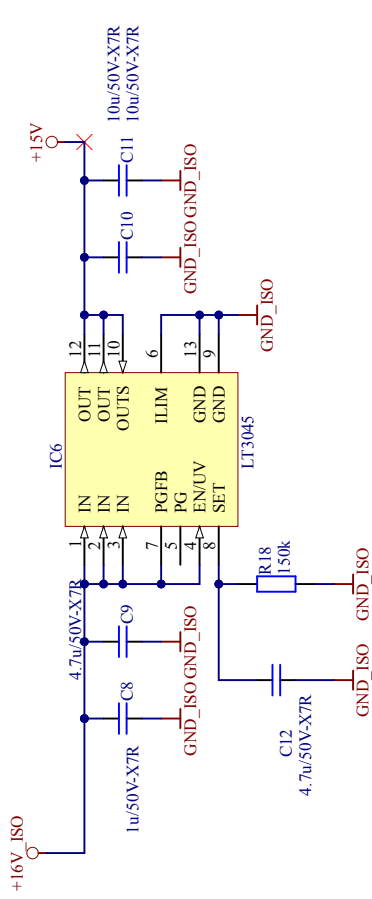 +16V_ISO
1u/50V-X7R
C8
GND_ISO
4.7u/50V-X7R
C9
GND_ISO
C12
4.7u/50V-X7R
GND_ISO
R18
150k
GND_ISO
IC6
LT3045
1 IN
2 IN
3 IN
7 PGFB
5 PG
4 EN/UV
8 SET
OUT 12
OUT 11
OUTS 10
ILIM 6
GND 13
GND 9
GND_ISO
C10
GND_ISO
C11
GND_ISO
10u/50V-X7R
10u/50V-X7R
+15V